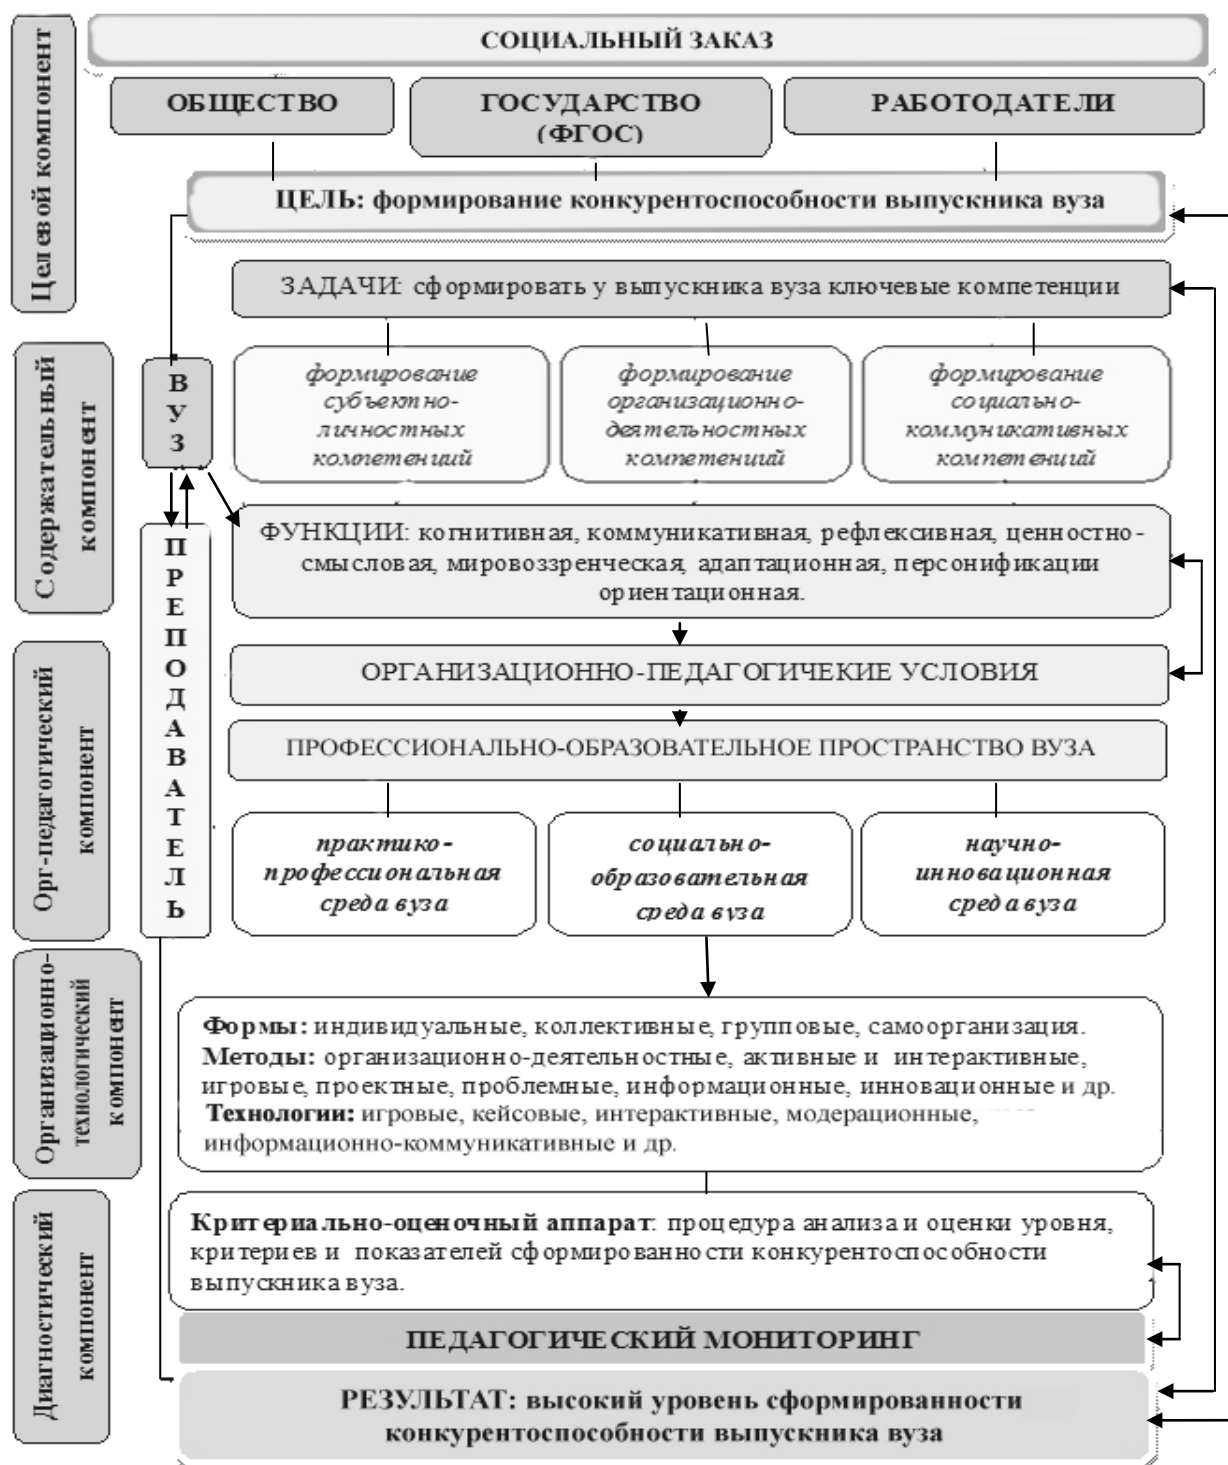 СОЦИАЛЬНЫЙ ЗАКАЗ
ОБЩЕСТВО
ГОСУДАРСТВО
(ФГОС)
РАБОТОДАТЕЛИ
ЦЕЛЬ: формирование конкурентоспособности выпускника вуза
ЗАДАЧИ: сформировать у выпускника вуза ключевые компетенции
Целевой компонент
Содержательный
компонент
ВУЗ
формирование
субъектно-
личностных
компетенций
формирование
организационно-
деятельностных
компетенций
формирование
социально-
коммуникативных
компетенций
ПРЕПОДАВАТЕЛЬ
ФУНКЦИИ: когнитивная, коммуникативная, рефлексивная, ценностно-
смысловая, мировоззренческая, адаптационная, персонификации
ориентационная.
Орг-педагогический
компонент
ОРГАНИЗАЦИОННО-ПЕДАГОГИЧЕКИЕ УСЛОВИЯ
ПРОФЕССИОНАЛЬНО-ОБРАЗОВАТЕЛЬНОЕ ПРОСТРАНСТВО ВУЗА
практико-
профессиональная
среда вуза
социально-
образовательная
среда вуза
научно-
инновационная
среда вуза
Организационно-
технологический
компонент
Формы: индивидуальные, коллективные, групповые, самоорганизация.
Методы: организационно-деятельностные, активные и интерактивные,
игровые, проектные, проблемные, информационные, инновационные и др.
Технологии: игровые, кейсовые, интерактивные, модерационные,
информационно-коммуникативные и др.
Диагностический
компонент
Критериально-оценочный аппарат: процедура анализа и оценки уровня,
критериев и показателей сформированности конкурентоспособности
выпускника вуза.
ПЕДАГОГИЧЕСКИЙ МОНИТОРИНГ
РЕЗУЛЬТАТ: высокий уровень сформированности
конкурентоспособности выпускника вуза